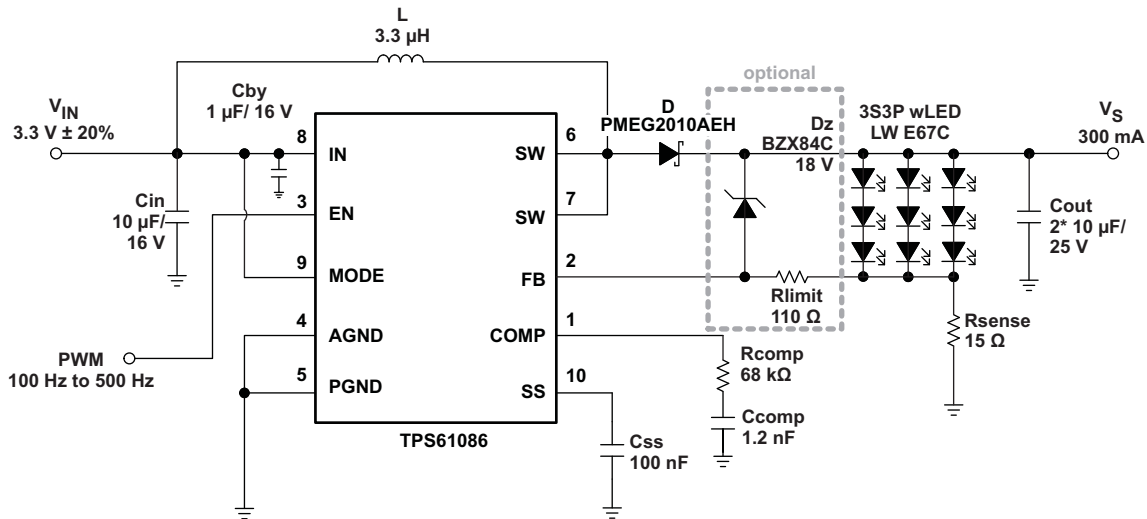 L
3.3 µH
optional
Cby
1 µF/ 16 V
VIN
3.3 V ± 20%
D
PMEG2010AEH
Dz
BZX84C
18 V
3S3P wLED
LW E67C
VS
300 mA
8
IN
6
SW
3
EN
7
SW
Cin
10 µF/
16 V
Cout
2* 10 µF/
25 V
9
MODE
2
FB
Rlimit
110 Ω
4
AGND
1
COMP
Rsense
15 Ω
PWM
100 Hz to 500 Hz
5
PGND
10
SS
Rcomp
68 kΩ
Ccomp
1.2 nF
TPS61086
Css
100 nF